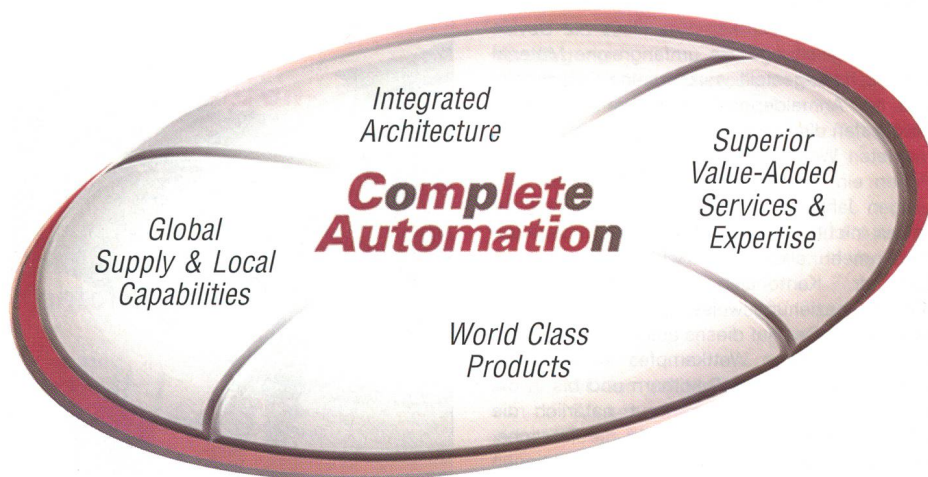 Integrated
Architecture
Superior
Value-Added
Services &
Expertise
Complete
Automation
Global
Supply & Local
Capabilities
World Class
Products